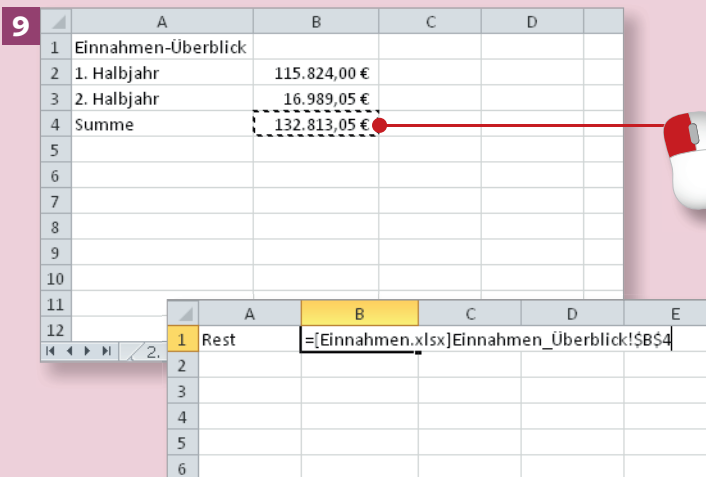 9
A B C D
1 Einnahmen-Überblick
2 1. Halbjahr 115.824,00 €
3 2. Halbjahr 16.989,05 €
4 Summe 132.813,05 €
5
6
7
8
9
10
11
12
2.
A B C D E
1 Rest =[Einnahmen.xlsx]Einnahmen_Überblick!$B$4
2
3
4
5
6